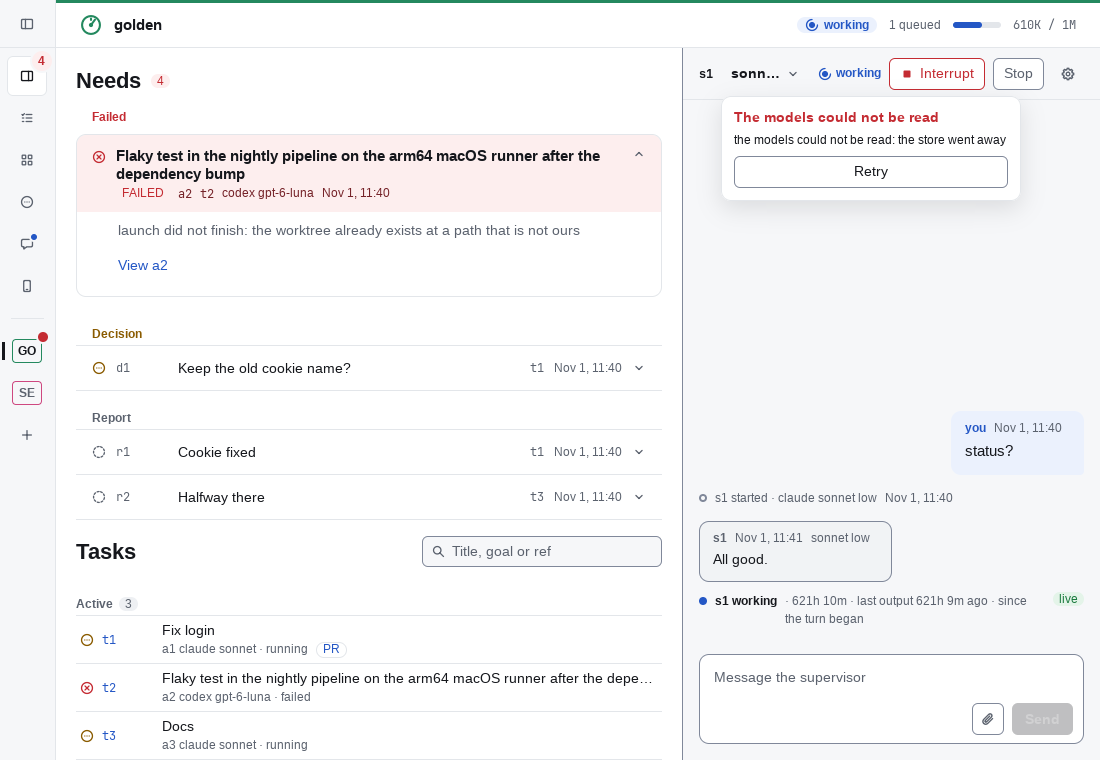 golden
working
1 queued
610K / 1M
4
GO
SE
Needs 4
Failed
Flaky test in the nightly pipeline on the arm64 macOS runner after the
dependency bump
FAILED a2 t2 codex gpt-6-luna Nov 1, 11:40
launch did not finish: the worktree already exists at a path that is not ours
View a2
Decision
d1 Keep the old cookie name? t1 Nov 1, 11:40
Report
r1 Cookie fixed t1 Nov 1, 11:40
r2 Halfway there t3 Nov 1, 11:40
Tasks
Title, goal or ref
Active 3
t1 Fix login
a1 claude sonnet · running PR
t2 Flaky test in the nightly pipeline on the arm64 macOS runner after the depe…
a2 codex gpt-6-luna · failed
t3 Docs
a3 claude sonnet · running
s1 sonn… working Interrupt Stop
The models could not be read
the models could not be read: the store went away
Retry
you Nov 1, 11:40
status?
s1 started · claude sonnet low Nov 1, 11:40
s1 Nov 1, 11:41 sonnet low
All good.
s1 working · 621h 10m · last output 621h 9m ago · since
the turn began
live
Message the supervisor
Send